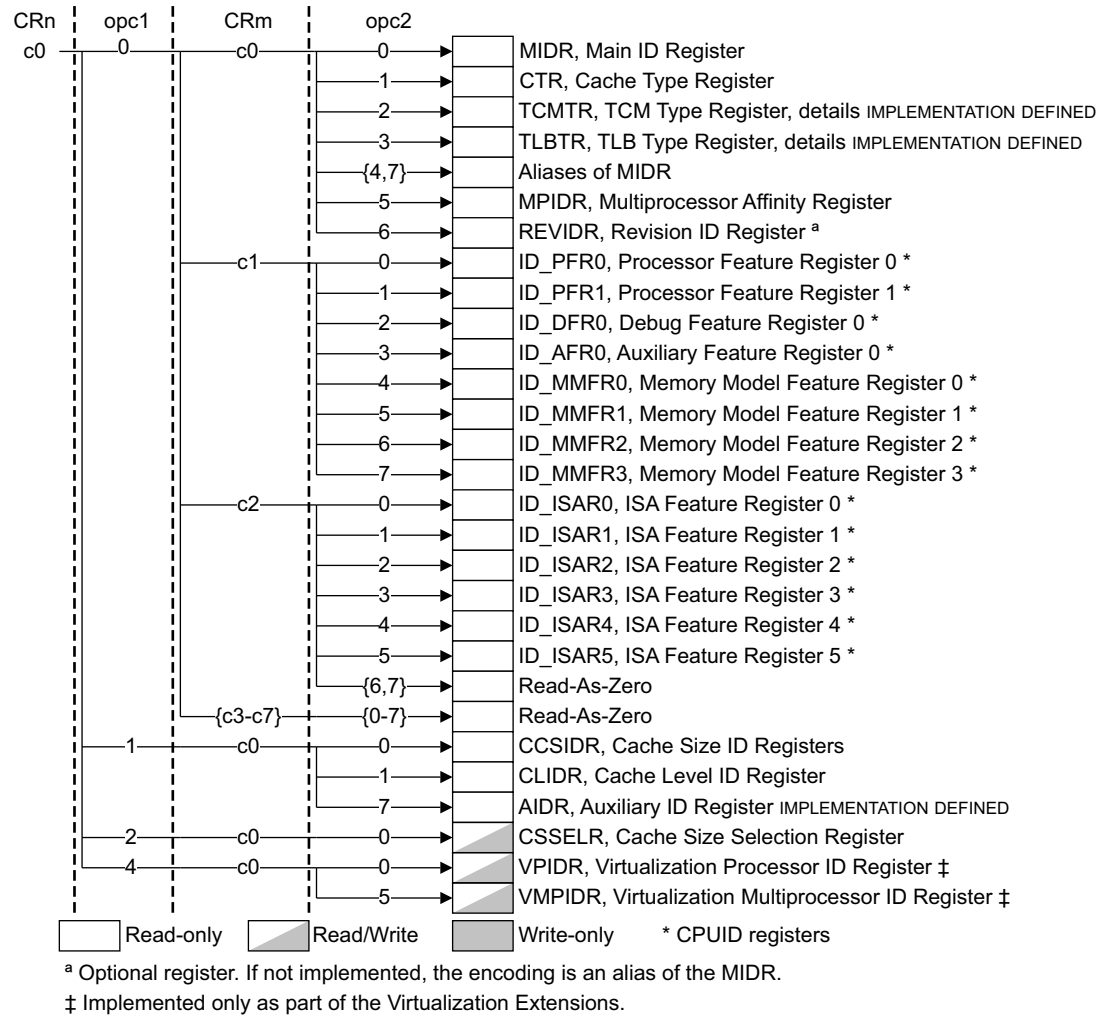 CRn opc1 CRm opc2
c0 0 c0 0 MIDR, Main ID Register
1 CTR, Cache Type Register
2 TCMTR, TCM Type Register, details IMPLEMENTATION DEFINED
3 TLBTR, TLB Type Register, details IMPLEMENTATION DEFINED
{4,7} Aliases of MIDR
5 MPIDR, Multiprocessor Affinity Register
6 REVIDR, Revision ID Register ª
c1 0 ID_PFR0, Processor Feature Register 0 *
1 ID_PFR1, Processor Feature Register 1 *
2 ID_DFR0, Debug Feature Register 0 *
3 ID_AFR0, Auxiliary Feature Register 0 *
4 ID_MMFR0, Memory Model Feature Register 0 *
5 ID_MMFR1, Memory Model Feature Register 1 *
6 ID_MMFR2, Memory Model Feature Register 2 *
7 ID_MMFR3, Memory Model Feature Register 3 *
c2 0 ID_ISAR0, ISA Feature Register 0 *
1 ID_ISAR1, ISA Feature Register 1 *
2 ID_ISAR2, ISA Feature Register 2 *
3 ID_ISAR3, ISA Feature Register 3 *
4 ID_ISAR4, ISA Feature Register 4 *
5 ID_ISAR5, ISA Feature Register 5 *
{6,7} Read-As-Zero
{c3-c7} {0-7} Read-As-Zero
1 c0 0 CCSIDR, Cache Size ID Registers
1 CLIDR, Cache Level ID Register
7 AIDR, Auxiliary ID Register IMPLEMENTATION DEFINED
2 c0 0 CSSELR, Cache Size Selection Register
4 c0 0 VPIDR, Virtualization Processor ID Register ‡
5 VMPIDR, Virtualization Multiprocessor ID Register ‡
Read-only Read/Write Write-only * CPUID registers
ª Optional register. If not implemented, the encoding is an alias of the MIDR.
‡ Implemented only as part of the Virtualization Extensions.